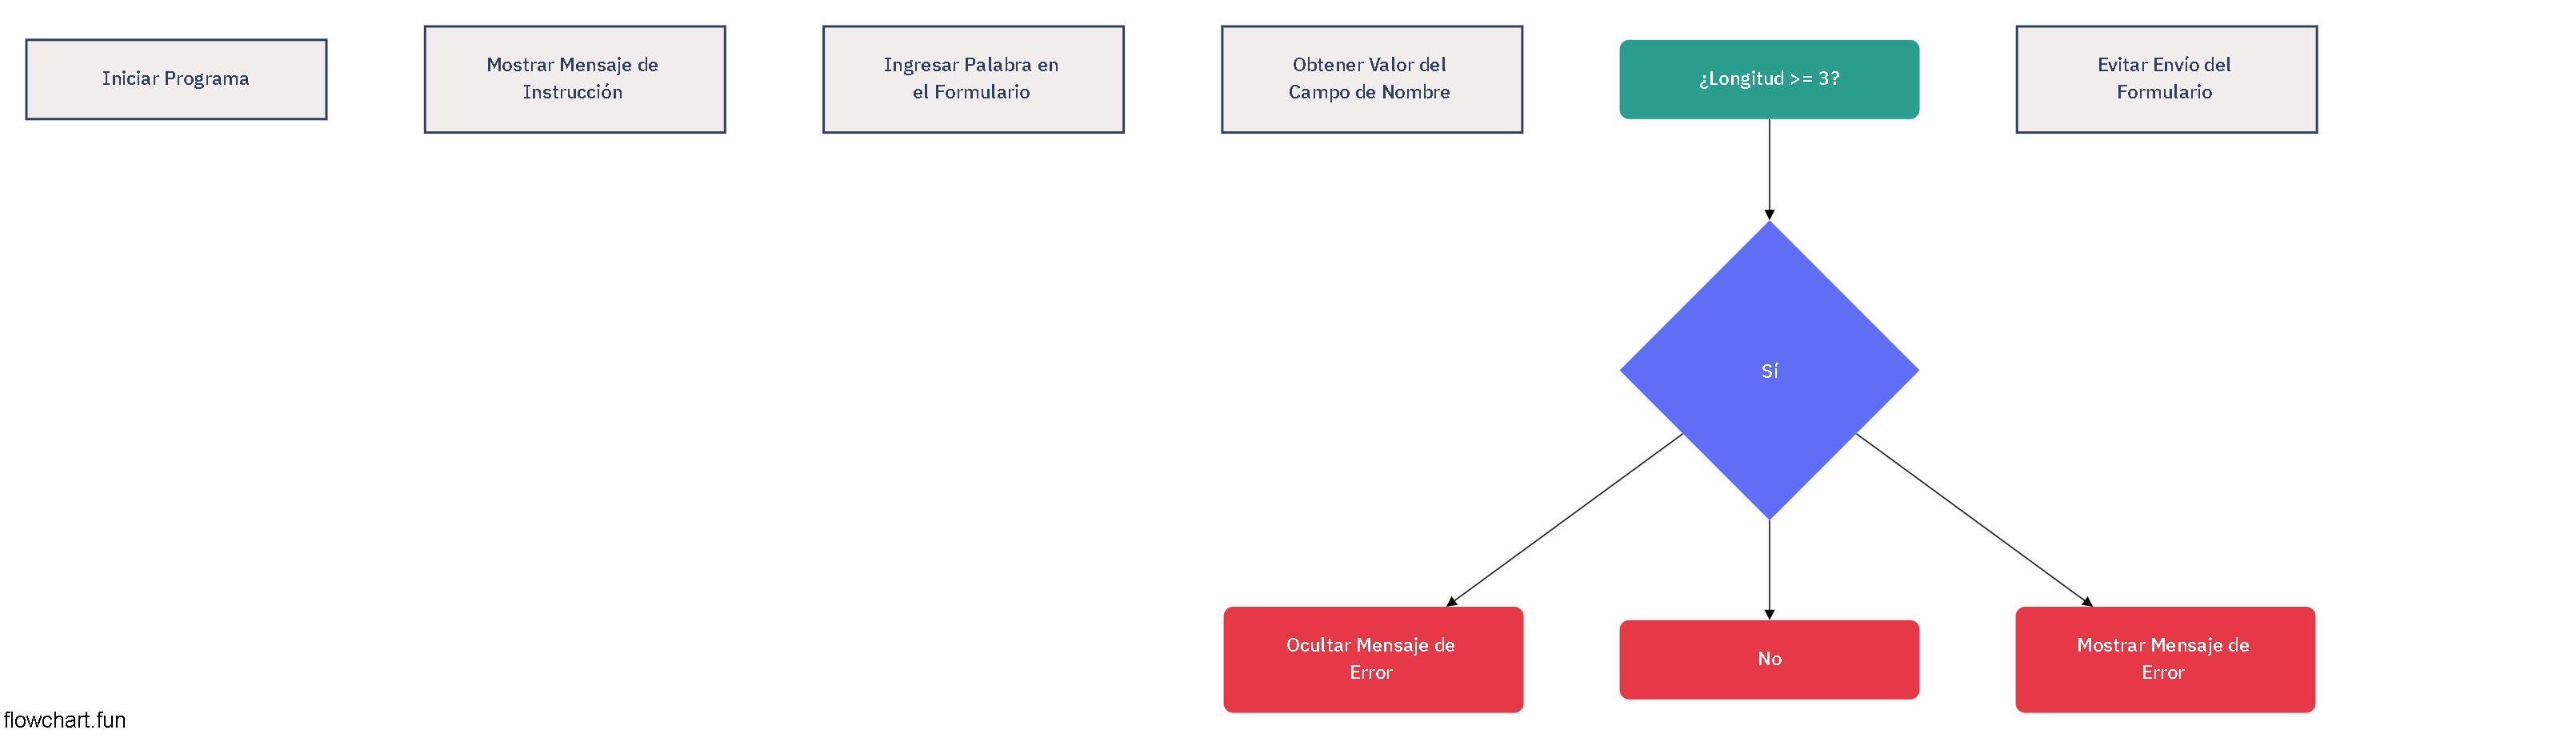 Iniciar Programa
Mostrar Mensaje de
Instrucción
Ingresar Palabra en
el Formulario
Obtener Valor del
Campo de Nombre
¿Longitud >= 3?
Evitar Envío del
Formulario
Sí
Ocultar Mensaje de
Error
No
Mostrar Mensaje de
Error
flowchart.fun